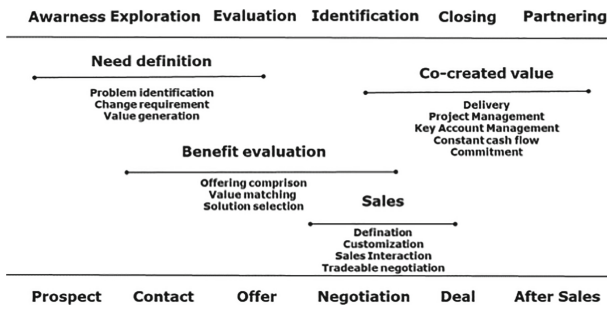 Awarness Exploration Evaluation Identification Closing Partnering
Need definition
Problem identification
Change requirement
Value generation
Co-created value
Delivery
Project Management
Key Account Management
Constant cash flow
Commitment
Benefit evaluation
Offering comprison
Value matching
Solution selection
Sales
Defination
Customization
Sales Interaction
Tradeable negotiation
Prospect Contact Offer Negotiation Deal After Sales